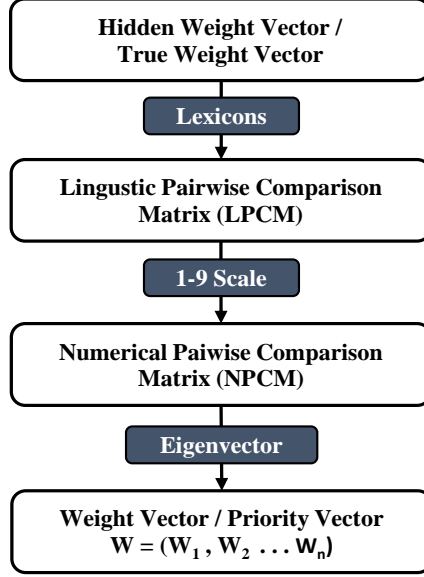 Hidden Weight Vector /
True Weight Vector
Lexicons
Lingustic Pairwise Comparison
Matrix (LPCM)
1-9 Scale
Numerical Paiwise Comparison
Matrix (NPCM)
Eigenvector
Weight Vector / Priority Vector
W = (W₁ , W₂ . . . Wₙ)